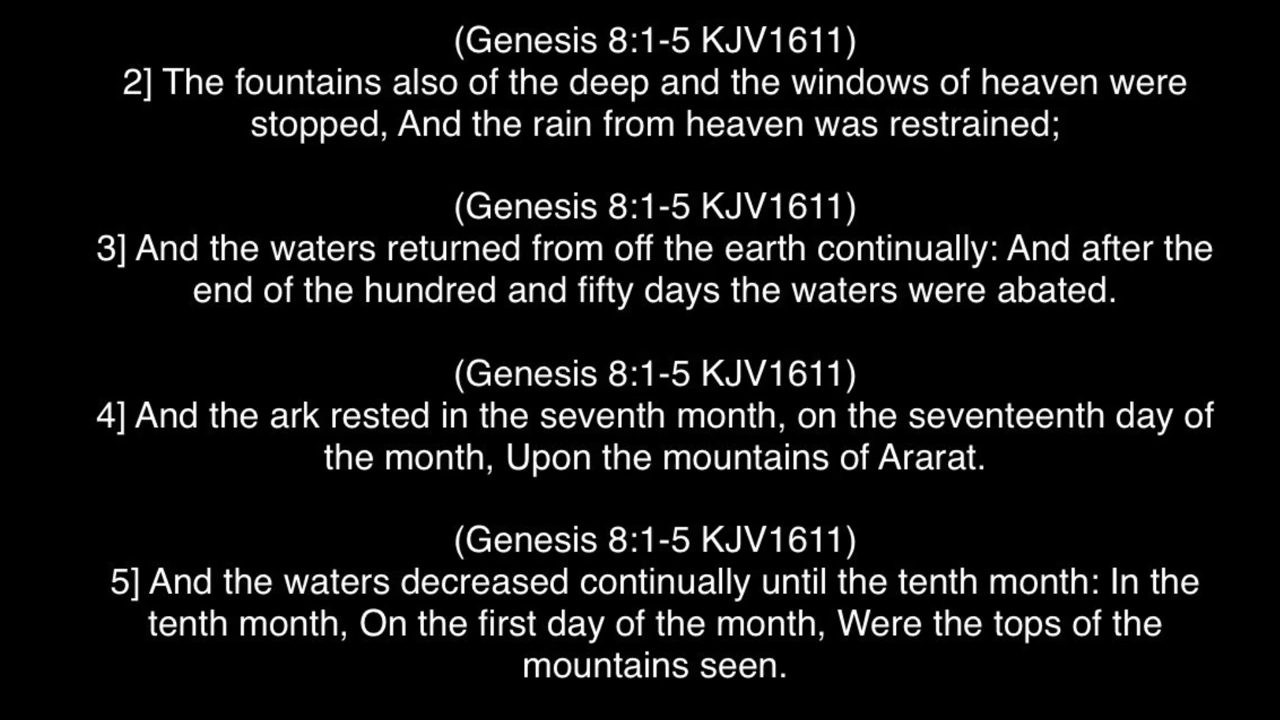 (Genesis 8:1-5 KJV1611)
2] The fountains also of the deep and the windows of heaven were
stopped, And the rain from heaven was restrained;
(Genesis 8:1-5 KJV1611)
3] And the waters returned from off the earth continually: And after the
end of the hundred and fifty days the waters were abated.
(Genesis 8:1-5 KJV1611)
4] And the ark rested in the seventh month, on the seventeenth day of
the month, Upon the mountains of Ararat.
(Genesis 8:1-5 KJV1611)
5] And the waters decreased continually until the tenth month: In the
tenth month, On the first day of the month, Were the tops of the
mountains seen.